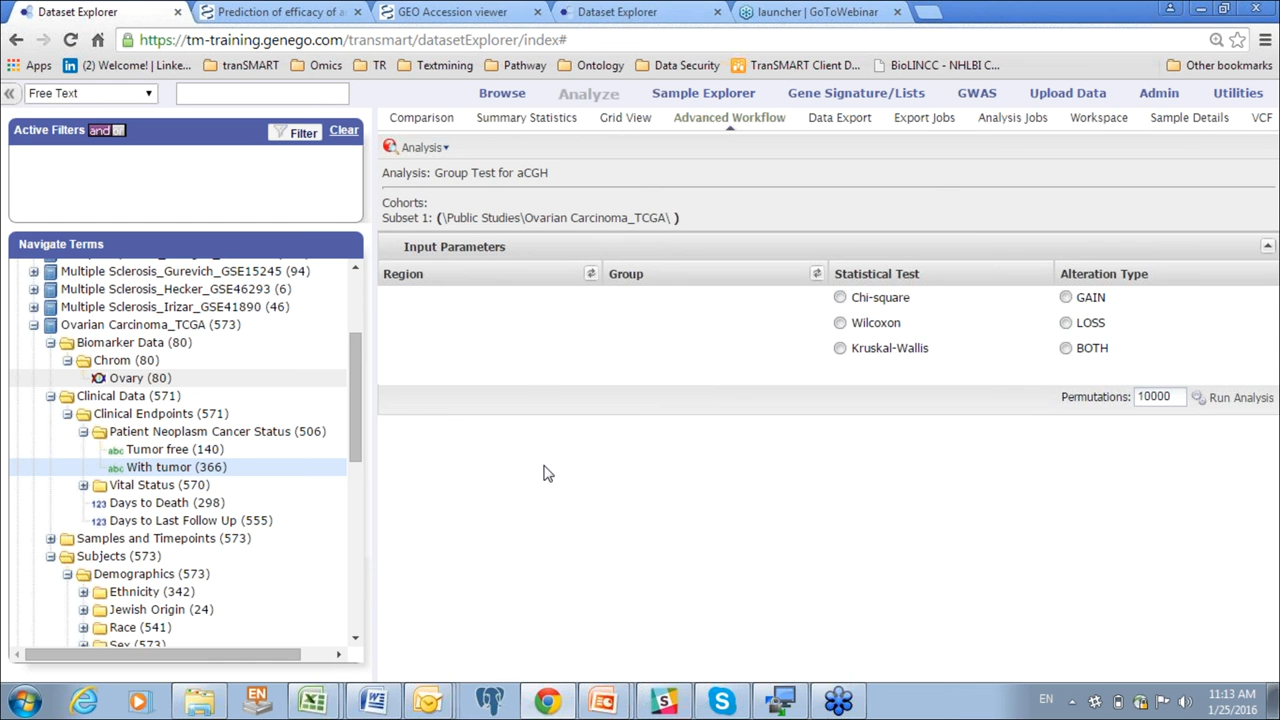 Dataset Explorer
Prediction of efficacy of a
GEO Accession viewer
Dataset Explorer
launcher | GoToWebinar
https://tm-training.genego.com/transmart/datasetExplorer/index#
Apps
(2) Welcome! | Linke...
tranSMART
Omics
TR
Textmining
Pathway
Ontology
Data Security
TranSMART Client D...
BioLINCC - NHLBI C...
Other bookmarks
Free Text
Browse
Analyze
Sample Explorer
Gene Signature/Lists
GWAS
Upload Data
Admin
Utilities
Active Filters and or
Filter
Clear
Comparison
Summary Statistics
Grid View
Advanced Workflow
Data Export
Export Jobs
Analysis Jobs
Workspace
Sample Details
VCF
Analysis
Analysis: Group Test for aCGH
Cohorts:
Subset 1: (\Public Studies\Ovarian Carcinoma_TCGA\ )
Input Parameters
Region
Group
Statistical Test
Alteration Type
Chi-square
GAIN
Wilcoxon
LOSS
Kruskal-Wallis
BOTH
Permutations: 10000 Run Analysis
Navigate Terms
Multiple Sclerosis_Gurevich_GSE15245 (94)
Multiple Sclerosis_Hecker_GSE46293 (6)
Multiple Sclerosis_Irizar_GSE41890 (46)
Ovarian Carcinoma_TCGA (573)
Biomarker Data (80)
Chrom (80)
Ovary (80)
Clinical Data (571)
Clinical Endpoints (571)
Patient Neoplasm Cancer Status (506)
abc Tumor free (140)
abc With tumor (366)
Vital Status (570)
123 Days to Death (298)
123 Days to Last Follow Up (555)
Samples and Timepoints (573)
Subjects (573)
Demographics (573)
Ethnicity (342)
Jewish Origin (24)
Race (541)
Sex (573)
EN
EN
11:13 AM
1/25/2016